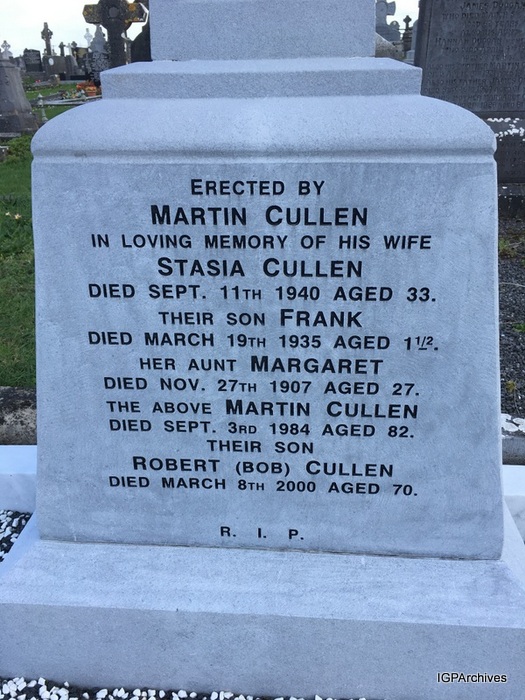 ERECTED BY
MARTIN CULLEN
IN LOVING MEMORY OF HIS WIFE
STASIA CULLEN
DIED SEPT. 11TH 1940 AGED 33.
THEIR SON FRANK
DIED MARCH 19TH 1935 AGED 1 1/2.
HER AUNT MARGARET
DIED NOV. 27TH 1907 AGED 27.
THE ABOVE MARTIN CULLEN
DIED SEPT. 3RD 1984 AGED 82.
THEIR SON
ROBERT (BOB) CULLEN
DIED MARCH 8TH 2000 AGED 70.
R. I. P.
IGPArchives